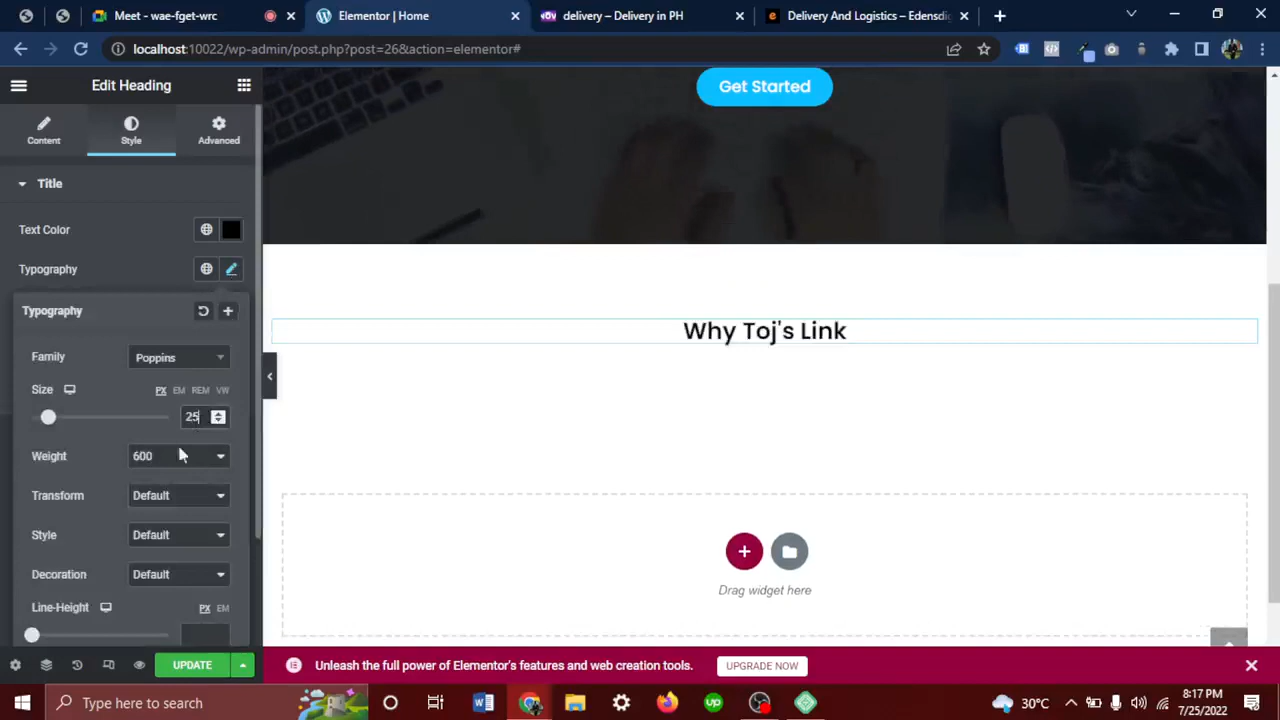 Meet - wae-fget-wrc
Elementor | Home
delivery – Delivery in PH
Delivery And Logistics – Edensdig
localhost:10022/wp-admin/post.php?post=26&action=elementor#
Edit Heading
Content
Style
Advanced
Title
Text Color
Typography
Typography
Family
Poppins
Size
PX EM REM VW
25
Weight
600
Transform
Default
Style
Default
Decoration
Default
Line-Height
PX EM
UPDATE
Get Started
Why Toj's Link
Drag widget here
Unleash the full power of Elementor's features and web creation tools.
UPGRADE NOW
Type here to search
30°C
8:17 PM
7/25/2022